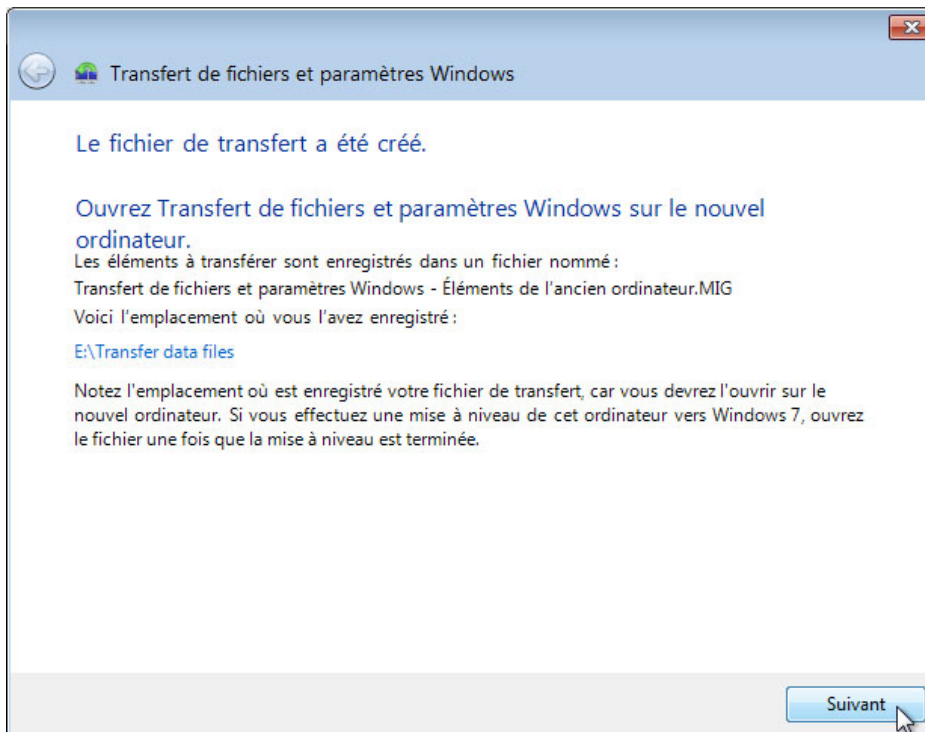 Transfert de fichiers et paramètres Windows
Le fichier de transfert a été créé.
Ouvrez Transfert de fichiers et paramètres Windows sur le nouvel
ordinateur.
Les éléments à transférer sont enregistrés dans un fichier nommé :
Transfert de fichiers et paramètres Windows - Éléments de l'ancien ordinateur.MIG
Voici l'emplacement où vous l'avez enregistré :
E:\Transfer data files
Notez l'emplacement où est enregistré votre fichier de transfert, car vous devrez l'ouvrir sur le
nouvel ordinateur. Si vous effectuez une mise à niveau de cet ordinateur vers Windows 7, ouvrez
le fichier une fois que la mise à niveau est terminée.
Suivant